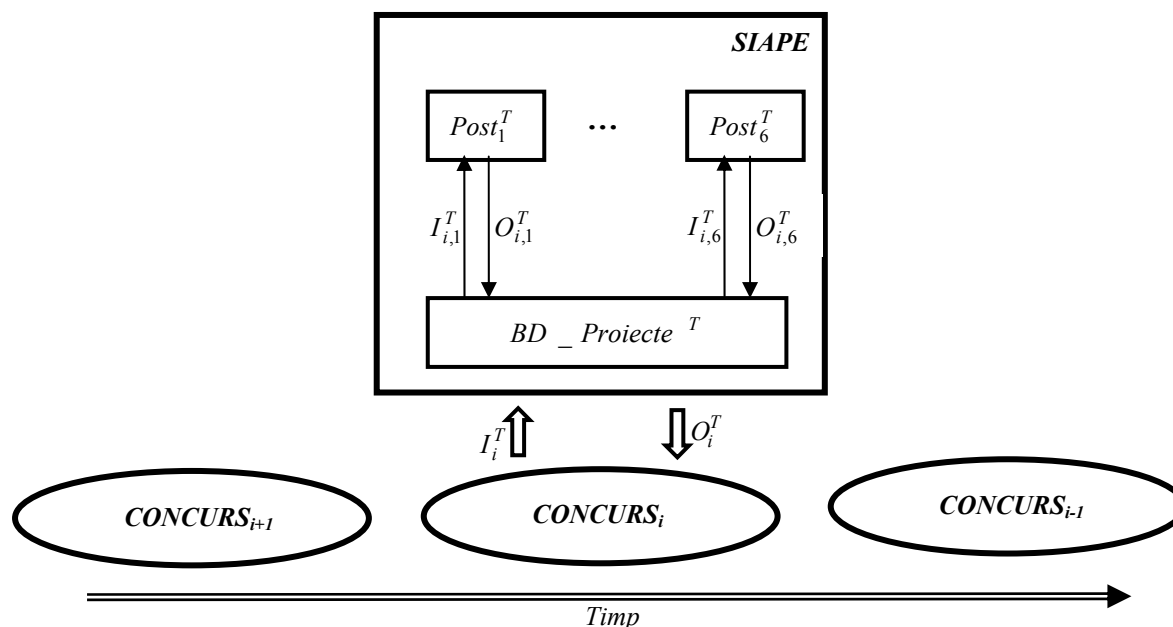 SIAPE
Post_1^T ... Post_6^T
I_{i,1}^T O_{i,1}^T I_{i,6}^T O_{i,6}^T
BD _ Proiecte ^T
I_i^T O_i^T
CONCURS_{i+1} CONCURS_i CONCURS_{i-1}
Timp